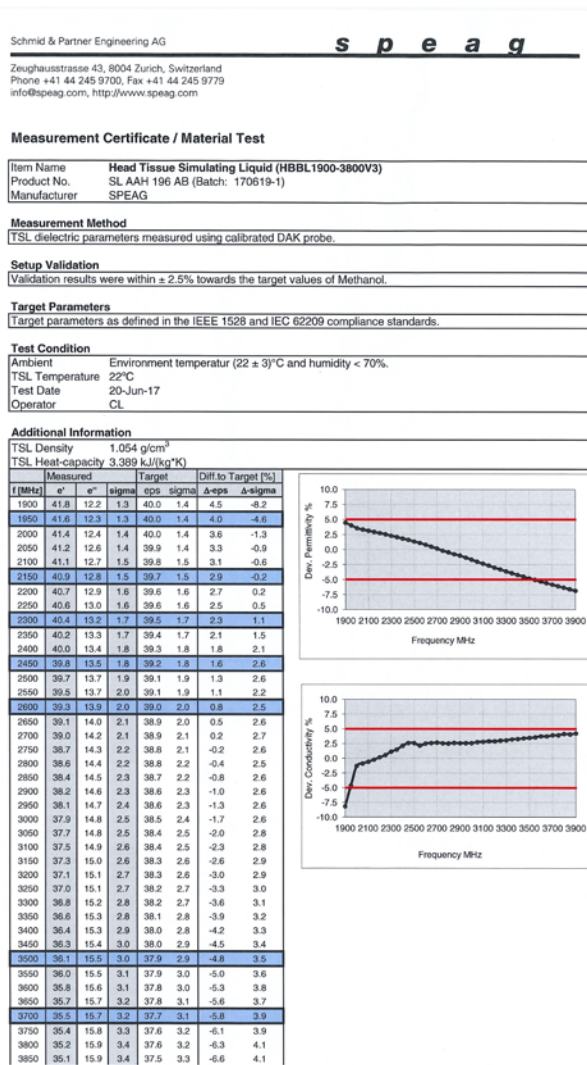 Schmid & Partner Engineering AG
s p e a g
Zeughausstrasse 43, 8004 Zurich, Switzerland
Phone +41 44 245 9700, Fax +41 44 245 9779
info@speag.com, http://www.speag.com
Measurement Certificate / Material Test
Item Name Head Tissue Simulating Liquid (HBBL1900-3800V3)
Product No. SL AAH 196 AB (Batch: 170619-1)
Manufacturer SPEAG
Measurement Method
TSL dielectric parameters measured using calibrated DAK probe.
Setup Validation
Validation results were within ± 2.5% towards the target values of Methanol.
Target Parameters
Target parameters as defined in the IEEE 1528 and IEC 62209 compliance standards.
Test Condition
Ambient Environment temperatur (22 ± 3)°C and humidity < 70%.
TSL Temperature 22°C
Test Date 20-Jun-17
Operator CL
Additional Information
TSL Density 1.054 g/cm³
TSL Heat-capacity 3.389 kJ/(kg*K)
Measured Target Diff.to Target [%]
f [MHz] e' e" sigma eps sigma Δ-eps Δ-sigma
1900 41.8 12.2 1.3 40.0 1.4 4.5 -8.2
1950 41.6 12.3 1.3 40.0 1.4 4.0 -4.6
2000 41.4 12.4 1.4 40.0 1.4 3.6 -1.3
2050 41.2 12.6 1.4 39.9 1.4 3.3 -0.9
2100 41.1 12.7 1.5 39.8 1.5 3.1 -0.6
2150 40.9 12.8 1.5 39.7 1.5 2.9 -0.2
2200 40.7 12.9 1.6 39.6 1.6 2.7 0.2
2250 40.6 13.0 1.6 39.6 1.6 2.5 0.5
2300 40.4 13.2 1.7 39.5 1.7 2.3 1.1
2350 40.2 13.3 1.7 39.4 1.7 2.1 1.5
2400 40.0 13.4 1.8 39.3 1.8 1.8 2.1
2450 39.8 13.5 1.8 39.2 1.8 1.6 2.6
2500 39.7 13.7 1.9 39.1 1.9 1.3 2.6
2550 39.5 13.7 2.0 39.1 1.9 1.1 2.2
2600 39.3 13.9 2.0 39.0 2.0 0.8 2.5
2650 39.1 14.0 2.1 38.9 2.0 0.5 2.6
2700 39.0 14.2 2.1 38.9 2.1 0.2 2.7
2750 38.7 14.3 2.2 38.8 2.1 -0.2 2.6
2800 38.6 14.4 2.2 38.8 2.2 -0.4 2.5
2850 38.4 14.5 2.3 38.7 2.2 -0.8 2.6
2900 38.2 14.6 2.3 38.6 2.3 -1.0 2.6
2950 38.1 14.7 2.4 38.6 2.3 -1.3 2.6
3000 37.9 14.8 2.5 38.5 2.4 -1.7 2.6
3050 37.7 14.8 2.5 38.4 2.5 -2.0 2.8
3100 37.5 14.9 2.6 38.4 2.5 -2.3 2.8
3150 37.3 15.0 2.6 38.3 2.6 -2.6 2.9
3200 37.1 15.1 2.7 38.3 2.6 -3.0 2.9
3250 37.0 15.1 2.7 38.2 2.7 -3.3 3.0
3300 36.8 15.2 2.8 38.2 2.7 -3.6 3.1
3350 36.6 15.3 2.8 38.1 2.8 -3.9 3.2
3400 36.4 15.3 2.9 38.0 2.8 -4.2 3.3
3450 36.3 15.4 3.0 38.0 2.9 -4.5 3.4
3500 36.1 15.5 3.0 37.9 2.9 -4.8 3.5
3550 36.0 15.5 3.1 37.9 3.0 -5.0 3.6
3600 35.8 15.6 3.1 37.8 3.0 -5.3 3.8
3650 35.7 15.7 3.2 37.8 3.1 -5.6 3.7
3700 35.5 15.7 3.2 37.7 3.1 -5.8 3.9
3750 35.4 15.8 3.3 37.6 3.2 -6.1 3.9
3800 35.2 15.9 3.4 37.6 3.2 -6.3 4.1
3850 35.1 15.9 3.4 37.5 3.3 -6.6 4.1
Dev. Permittivity %
10.0
7.5
5.0
2.5
0.0
-2.5
-5.0
-7.5
-10.0
1900 2100 2300 2500 2700 2900 3100 3300 3500 3700 3900
Frequency MHz
Dev. Conductivity %
10.0
7.5
5.0
2.5
0.0
-2.5
-5.0
-7.5
-10.0
1900 2100 2300 2500 2700 2900 3100 3300 3500 3700 3900
Frequency MHz